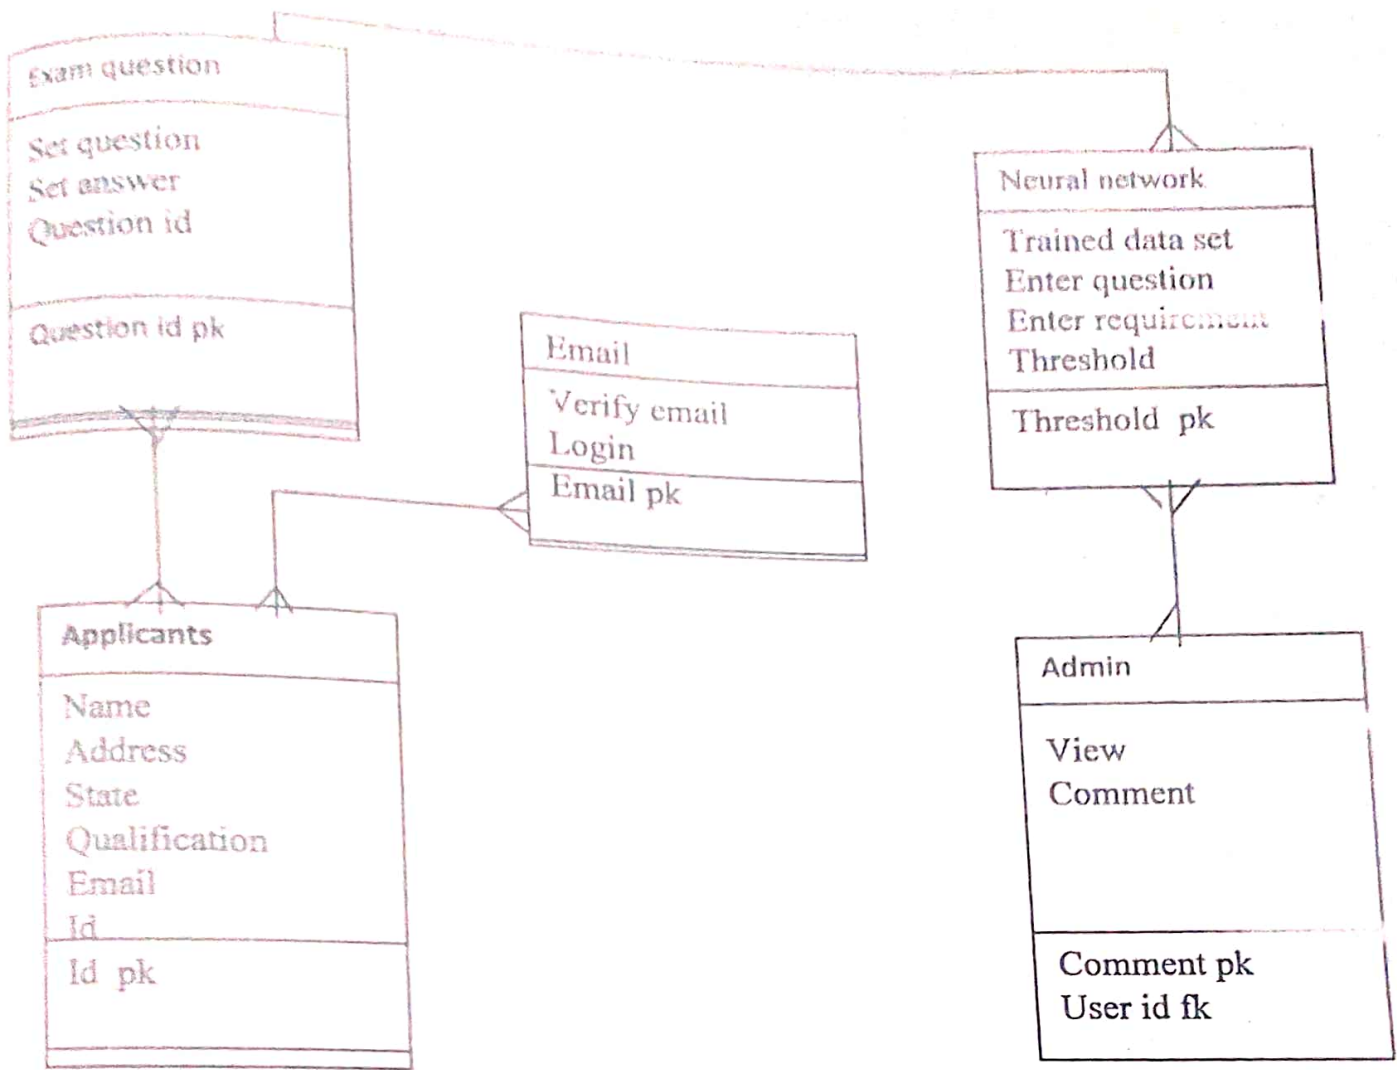 Exam question
Set question
Set answer
Question id
Question id pk
Neural network
Trained data set
Enter question
Enter requirement
Threshold
Threshold pk
Email
Verify email
Login
Email pk
Applicants
Name
Address
State
Qualification
Email
Id
Id pk
Admin
View
Comment
Comment pk
User id fk